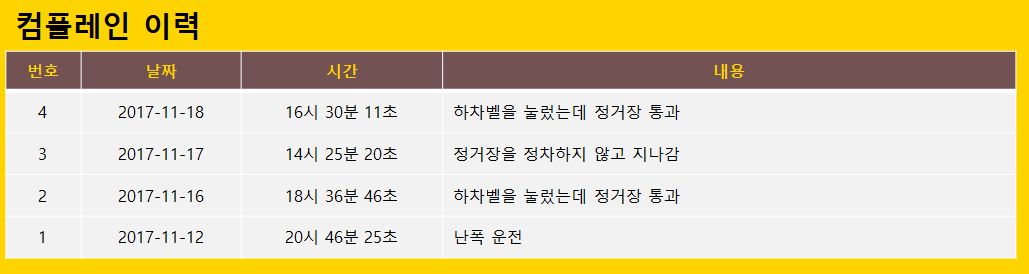 컴플레인 이력
번호 날짜 시간 내용
4 2017-11-18 16시 30분 11초 하차벨을 눌렀는데 정거장 통과
3 2017-11-17 14시 25분 20초 정거장을 정차하지 않고 지나감
2 2017-11-16 18시 36분 46초 하차벨을 눌렀는데 정거장 통과
1 2017-11-12 20시 46분 25초 난폭 운전